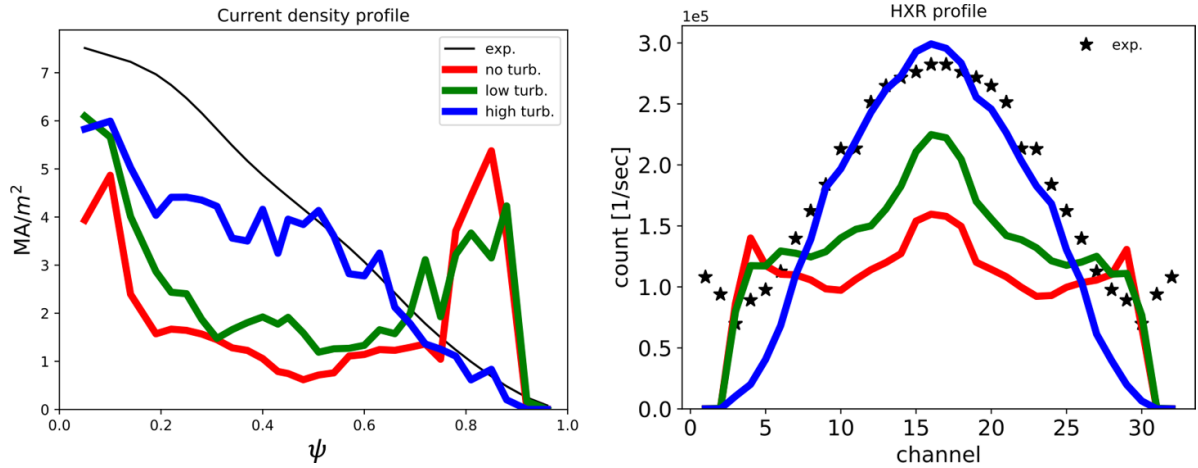 Current density profile
MA/m²
7
6
5
4
3
2
1
0
0.0 0.2 0.4 0.6 0.8 1.0
ψ
exp.
no turb.
low turb.
high turb.
HXR profile
1e5
count [1/sec]
3.0
2.5
2.0
1.5
1.0
0.5
0.0
0 5 10 15 20 25 30
channel
exp.